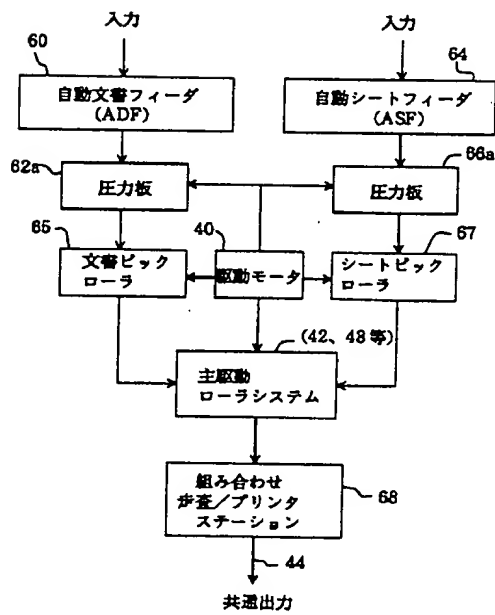 入力
入力
60
64
自動文書フィーダ
(ADF)
自動シートフィーダ
(ASF)
62a
66a
圧力板
圧力板
65
40
67
文書ピック
ローラ
駆動モータ
シートピック
ローラ
(42、48等)
主駆動
ローラシステム
組み合わせ
歩査/プリンタ
ステーション
68
44
共通出力